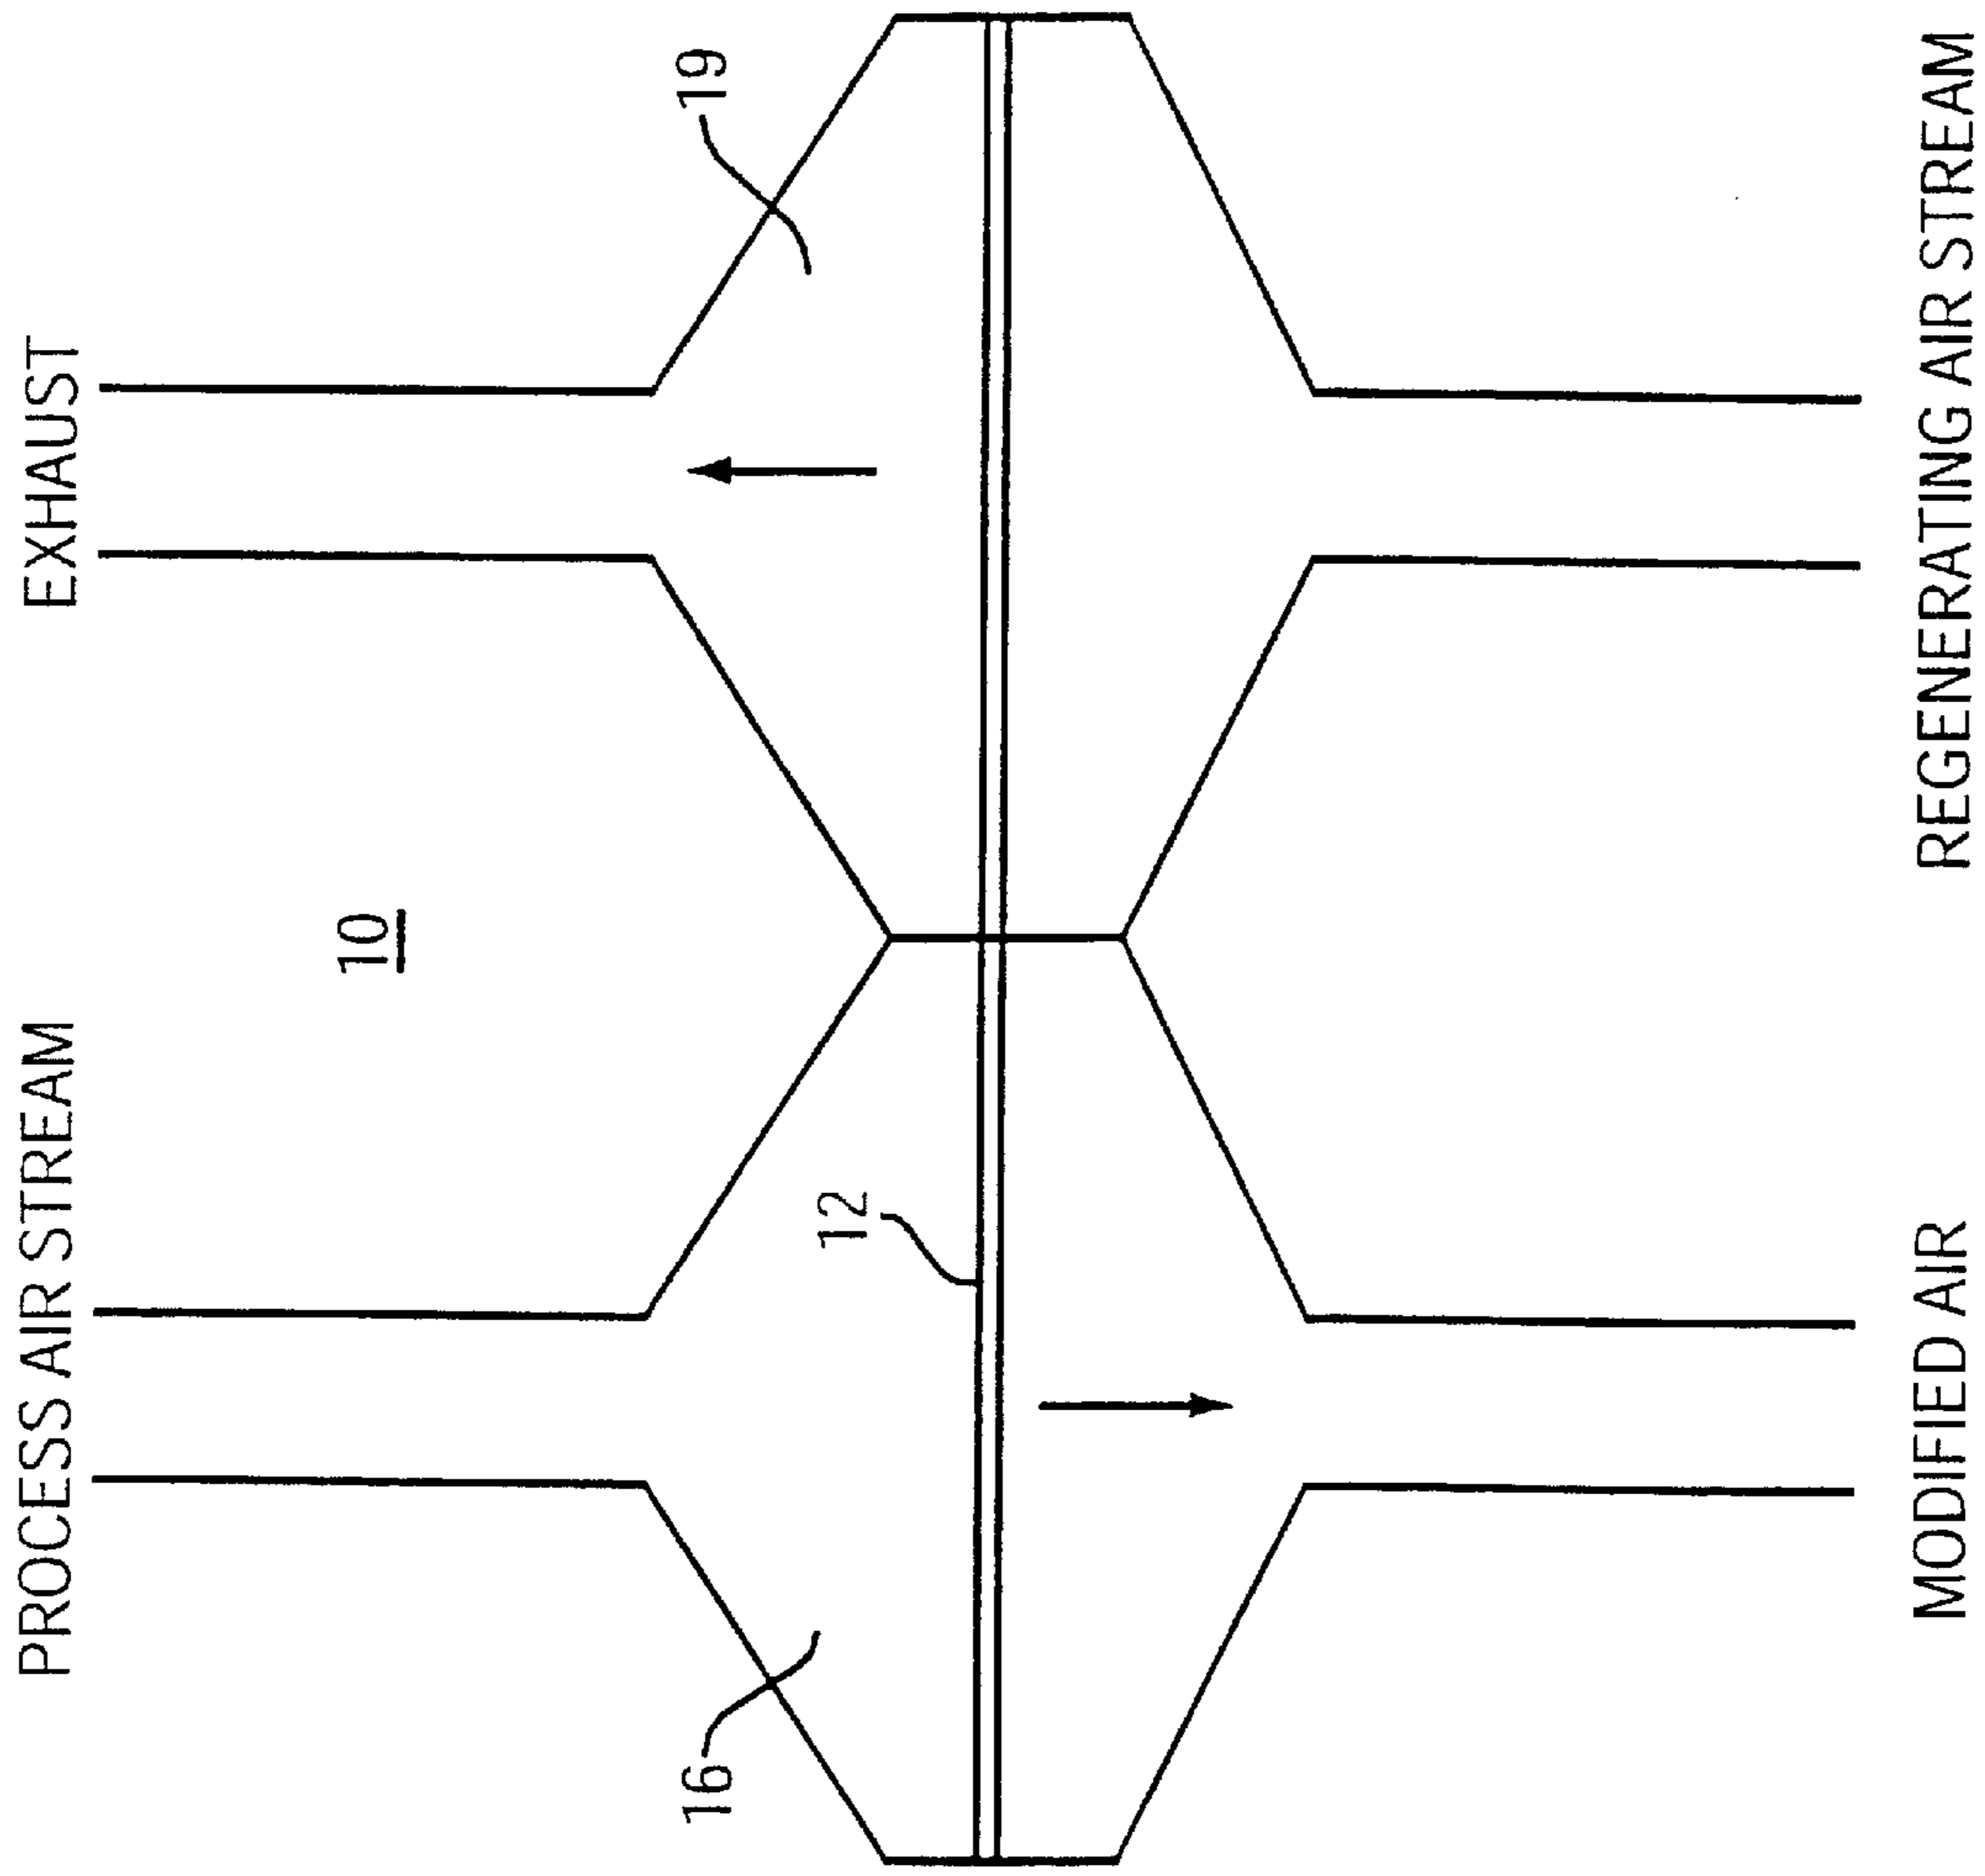 PROCESS AIR STREAM
EXHAUST
10
16
19
12
MODIFIED AIR
REGENERATING AIR STREAM